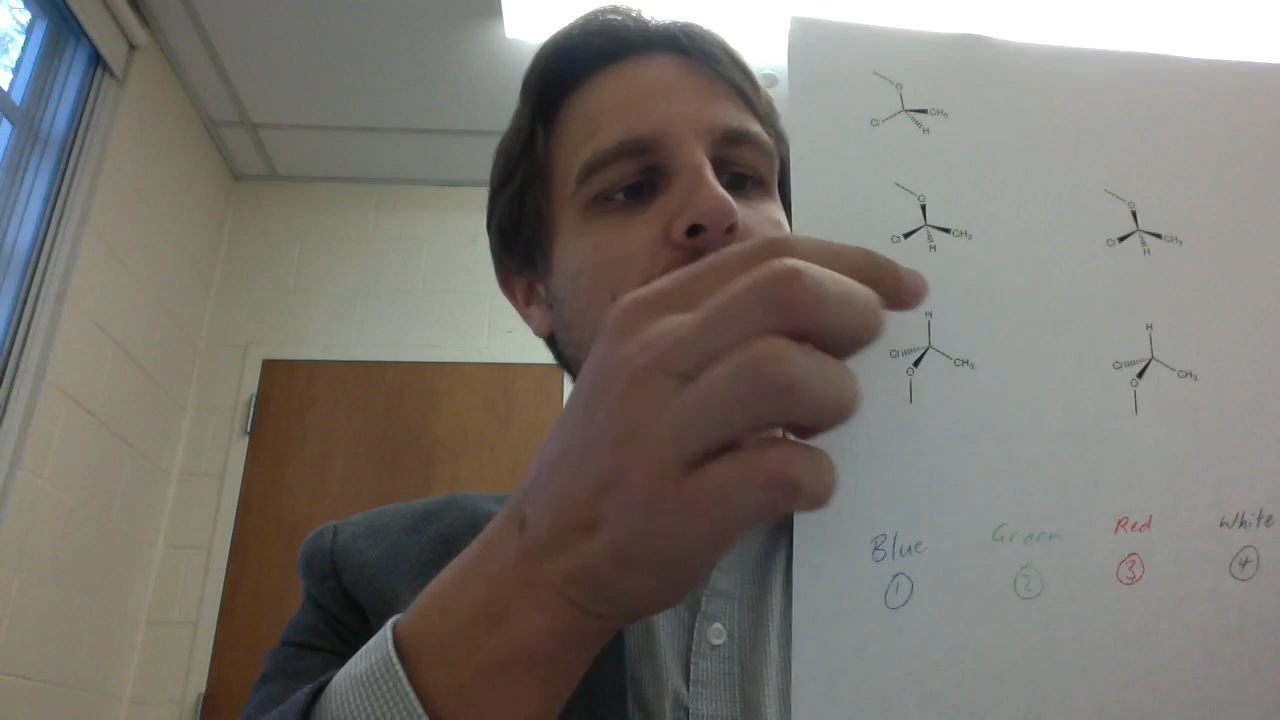 O
Cl CH₃
H
O O
Cl CH₃ Cl CH₃
H H
H H
Cl CH₃ Cl CH₃
O O
Blue Green Red White
1 2 3 4